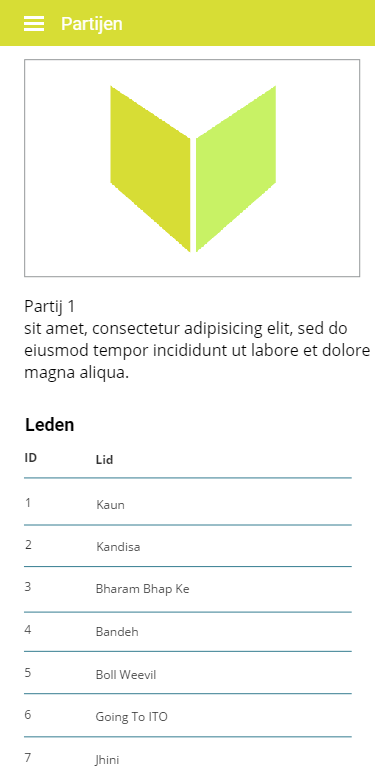 Partijen
Partij 1
sit amet, consectetur adipisicing elit, sed do
eiusmod tempor incididunt ut labore et dolore
magna aliqua.
Leden
ID Lid
1 Kaun
2 Kandisa
3 Bharam Bhap Ke
4 Bandeh
5 Boll Weevil
6 Going To ITO
7 Jhini